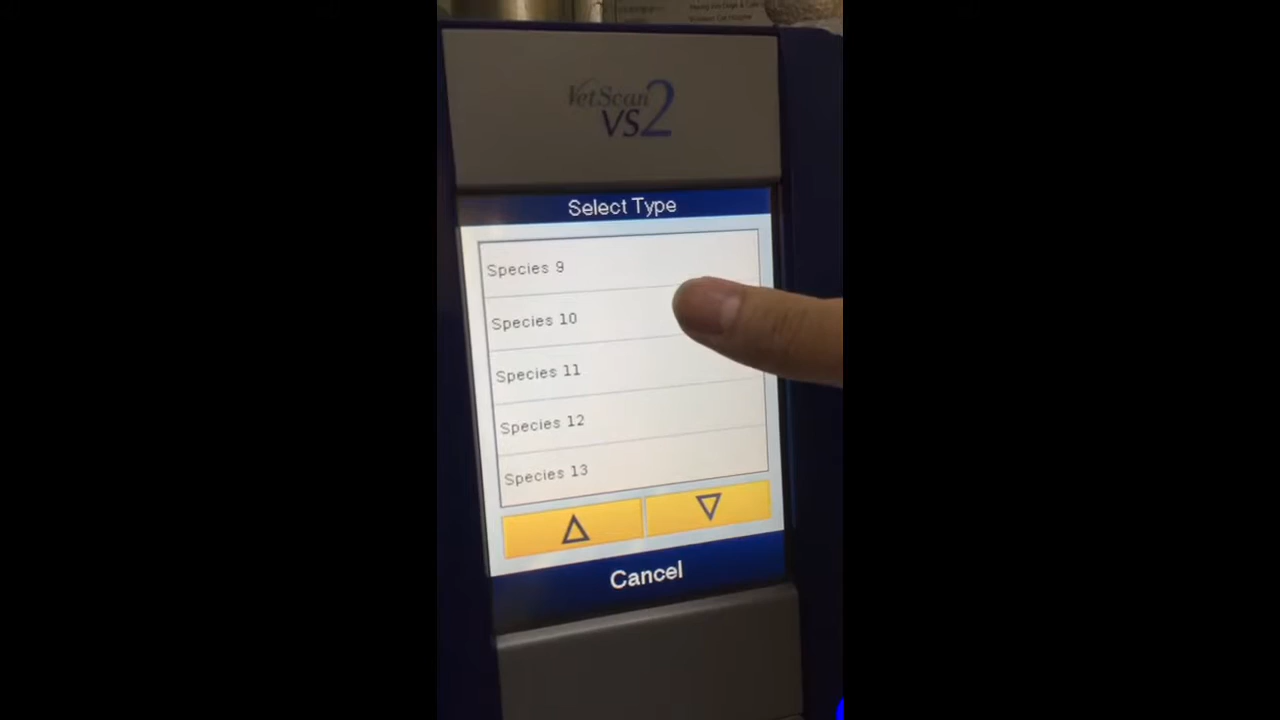 VetScan
VS2
Select Type
Species 9
Species 10
Species 11
Species 12
Species 13
Cancel